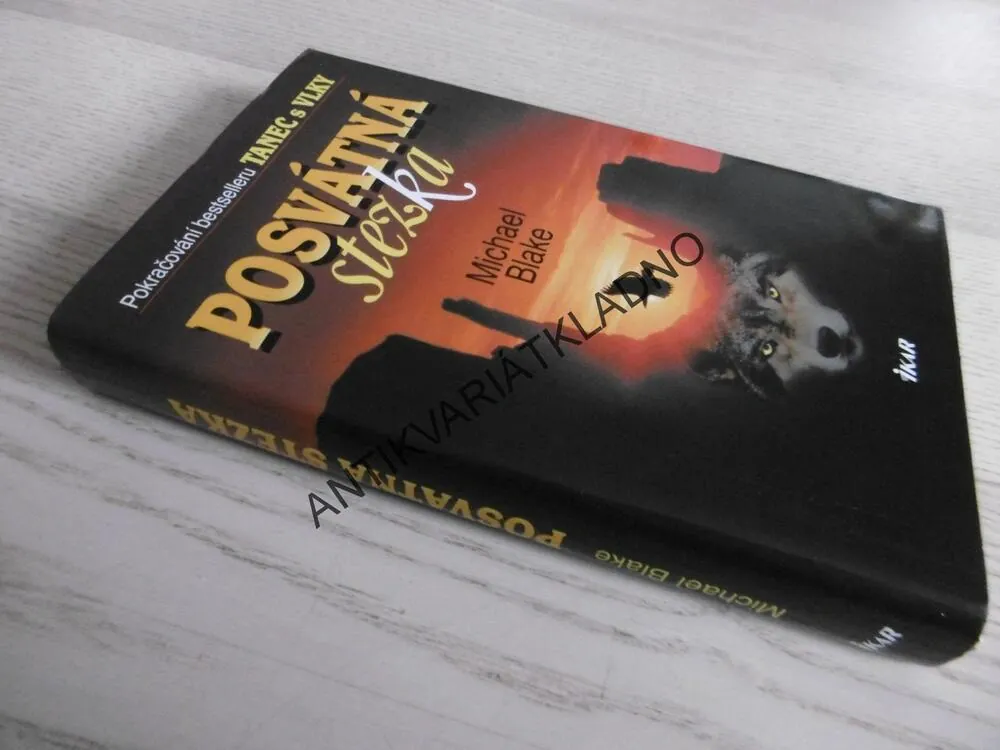 Pokračování bestselleru TANEC s VLKY
POSVÁTNÁ
stezka
Michael
Blake
IKAR
POSVÁTNÁ STEZKA
Michael Blake
IKAR
ANTIKVARIÁTKLADNO